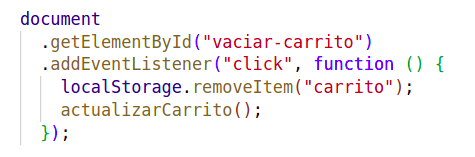 document
.getElementById("vaciar-carrito")
.addEventListener("click", function () {
localStorage.removeItem("carrito");
actualizarCarrito();
});